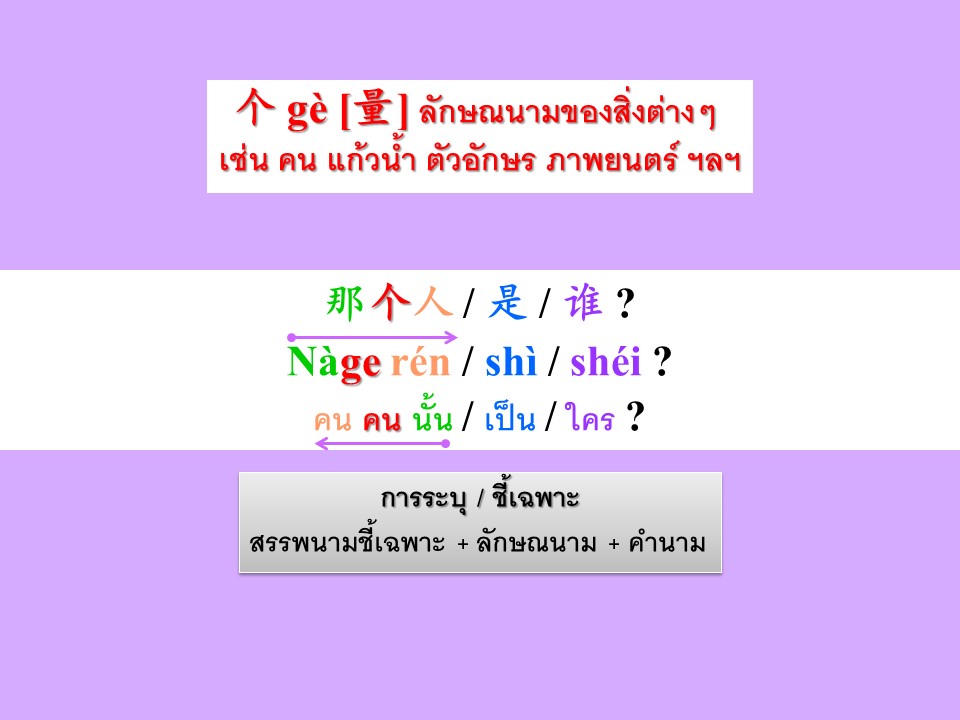 个 gè [量] ลักษณนามของสิ่งต่างๆ
เช่น คน แก้วน้ำ ตัวอักษร ภาพยนตร์ ฯลฯ
那个人 / 是 / 谁 ?
Nàge rén / shì / shéi ?
คน คน นั้น / เป็น / ใคร ?
การระบุ / ชี้เฉพาะ
สรรพนามชี้เฉพาะ + ลักษณนาม + คำนาม